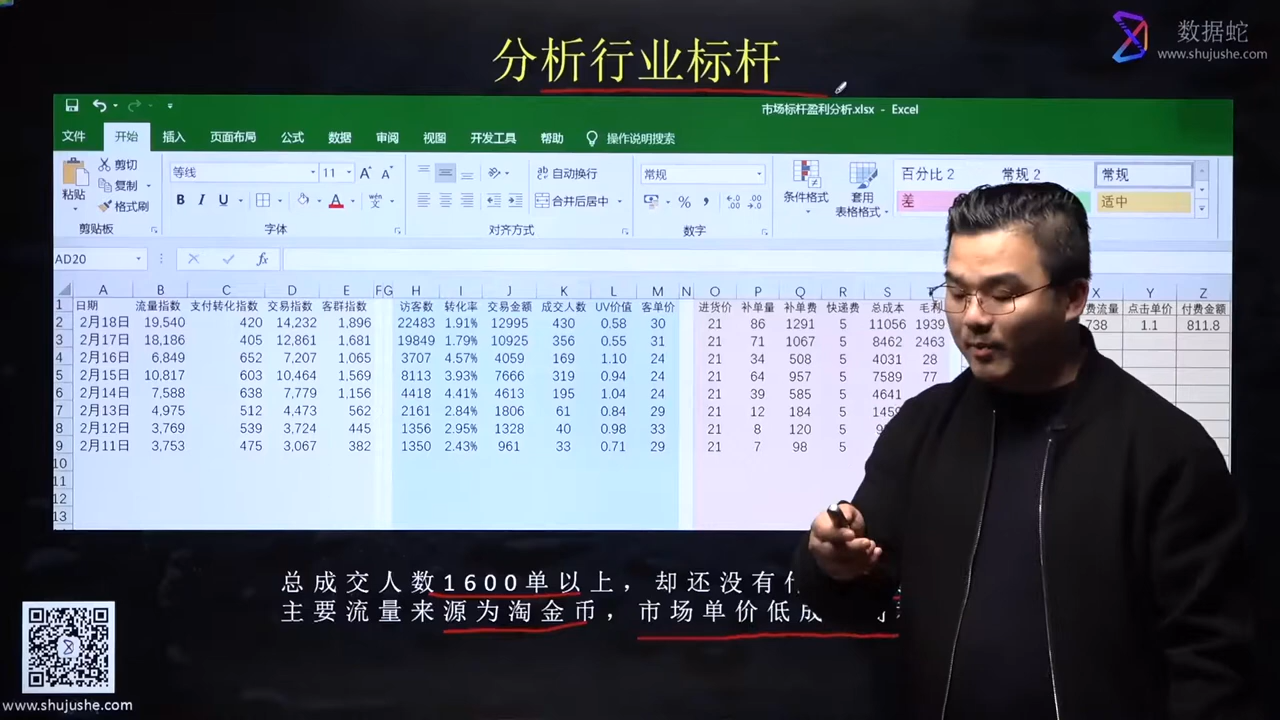 分析行业标杆
数据蛇
www.shujushe.com
市场标杆盈利分析.xlsx - Excel
文件 开始 插入 页面布局 公式 数据 审阅 视图 开发工具 帮助 操作说明搜索
剪切
复制
格式刷
粘贴
剪贴板
等线 11
B I U
字体
自动换行
合并后居中
对齐方式
常规
数字
条件格式
套用
表格格式
百分比 2 常规 2 常规
差 适中
AD20
fx
A B C D E F G H I J K L M N O P Q R S T X Y Z
1 日期 流量指数 支付转化指数 交易指数 客群指数 访客数 转化率 交易金额 成交人数 UV价值 客单价 进货价 补单量 补单费 快递费 总成本 费流量 点击单价 付费金额
2 2月18日 19,540 420 14,232 1,896 22483 1.91% 12995 430 0.58 30 21 86 1291 5 11056 1939 738 1.1 811.8
3 2月17日 18,186 405 12,861 1,681 19849 1.79% 10925 356 0.55 31 21 71 1067 5 8462 2463
4 2月16日 6,849 652 7,207 1,065 3707 4.57% 4059 169 1.10 24 21 34 508 5 4031 28
5 2月15日 10,817 603 10,464 1,569 8113 3.93% 7666 319 0.94 24 21 64 957 5 7589 77
6 2月14日 7,588 638 7,779 1,156 4418 4.41% 4613 195 1.04 24 21 39 585 5 4641
7 2月13日 4,975 512 4,473 562 2161 2.84% 1806 61 0.84 29 21 12 184 5
8 2月12日 3,769 539 3,724 445 1356 2.95% 1328 40 0.98 33 21 8 120 5
9 2月11日 3,753 475 3,067 382 1350 2.43% 961 33 0.71 29 21 7 98 5
10
11
12
13
总成交人数1600单以上，却还没有
主要流量来源为淘金币，市场单价低
www.shujushe.com